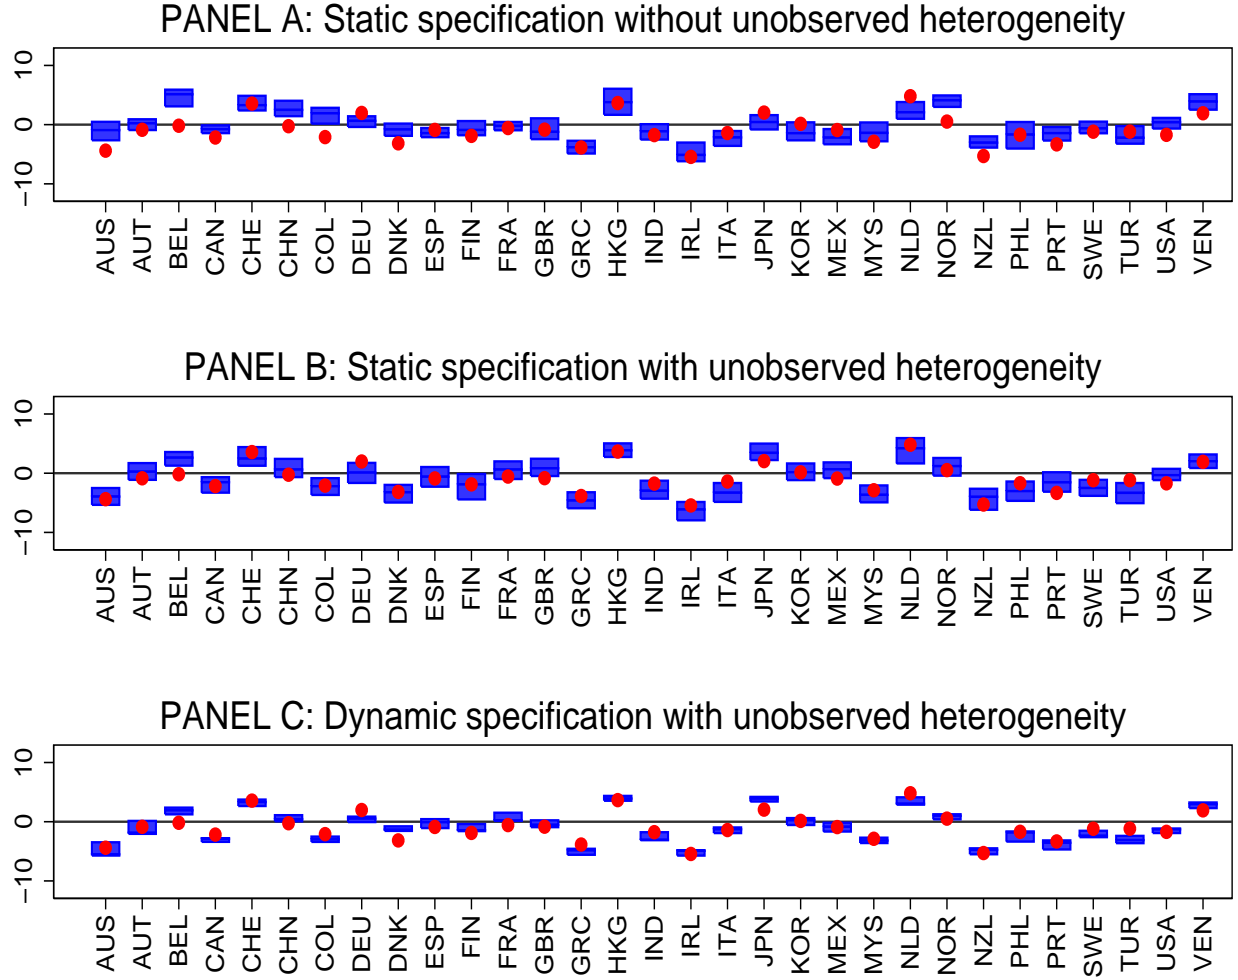 PANEL A: Static specification without unobserved heterogeneity
10
0
−10
AUS AUT BEL CAN CHE CHN COL DEU DNK ESP FIN FRA GBR GRC HKG IND IRL ITA JPN KOR MEX MYS NLD NOR NZL PHL PRT SWE TUR USA VEN
PANEL B: Static specification with unobserved heterogeneity
10
0
−10
AUS AUT BEL CAN CHE CHN COL DEU DNK ESP FIN FRA GBR GRC HKG IND IRL ITA JPN KOR MEX MYS NLD NOR NZL PHL PRT SWE TUR USA VEN
PANEL C: Dynamic specification with unobserved heterogeneity
10
0
−10
AUS AUT BEL CAN CHE CHN COL DEU DNK ESP FIN FRA GBR GRC HKG IND IRL ITA JPN KOR MEX MYS NLD NOR NZL PHL PRT SWE TUR USA VEN